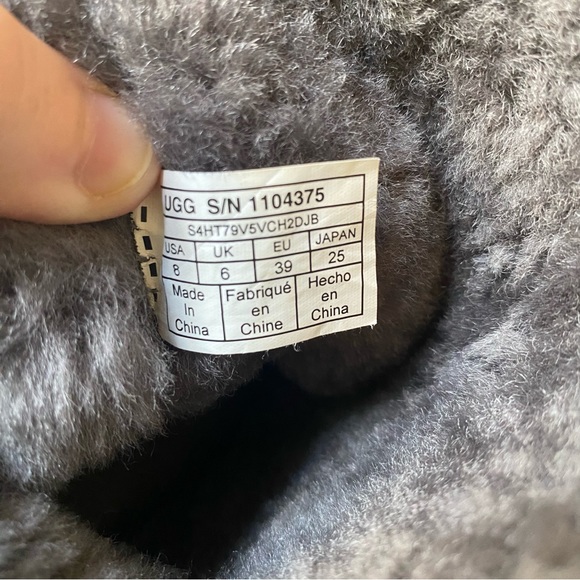 UGG S/N 1104375
S4HT79V5VCH2DJB
USA UK EU JAPAN
8 6 39 25
Made In China
Fabriqué en Chine
Hecho en China